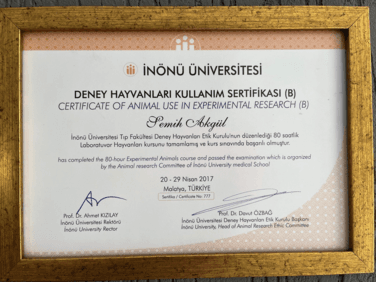 İNÖNÜ ÜNİVERSİTESİ
DENEY HAYVANLARI KULLANIM SERTİFİKASI (B)
CERTIFICATE OF ANIMAL USE IN EXPERIMENTAL RESEARCH (B)
Semih Akgül
İnönü Üniversitesi Tıp Fakültesi Deney Hayvanları Etik Kurulu'nun düzenlediği 80 saatlik
Laboratuvar Hayvanları kursunu tamamlamış ve kurs sınavında başarılı olmuştur.
has completed the 80-hour Experimental Animals course and passed the examination which is organized
by the Animal research Committee of İnönü University medical School
20 - 29 Nisan 2017
Malatya, TÜRKİYE
Sertifika / Certificate No: 777
Prof. Dr. Ahmet KIZILAY
İnönü Üniversitesi Rektörü
İnönü University Rector
Prof. Dr. Davut ÖZBAĞ
İnönü Üniversitesi Deney Hayvanları Etik Kurulu Başkanı
İnönü University, Head of Animal Research Ethic Committee